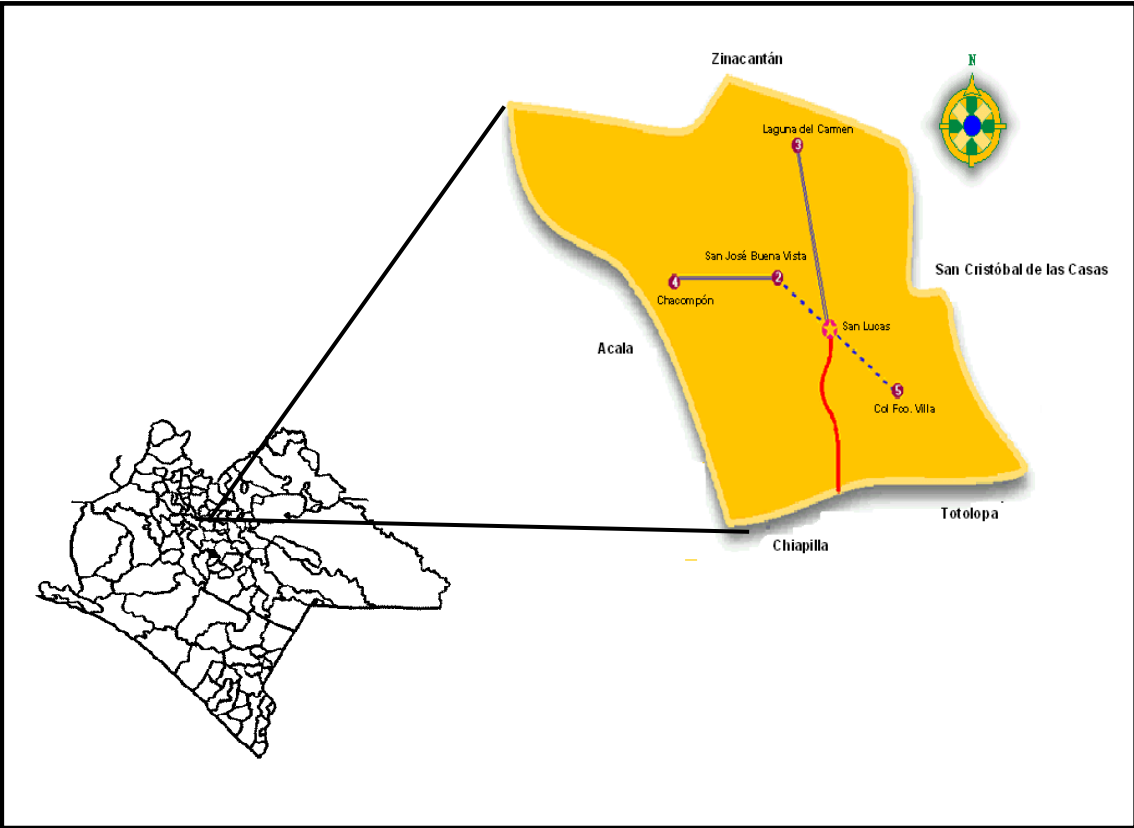 Zinacantán
N
Laguna del Carmen
3
San José Buena Vista
2
4
Chacompón
San Cristóbal de las Casas
San Lucas
Acala
5
Col Fco. Villa
Totolopa
Chiapilla